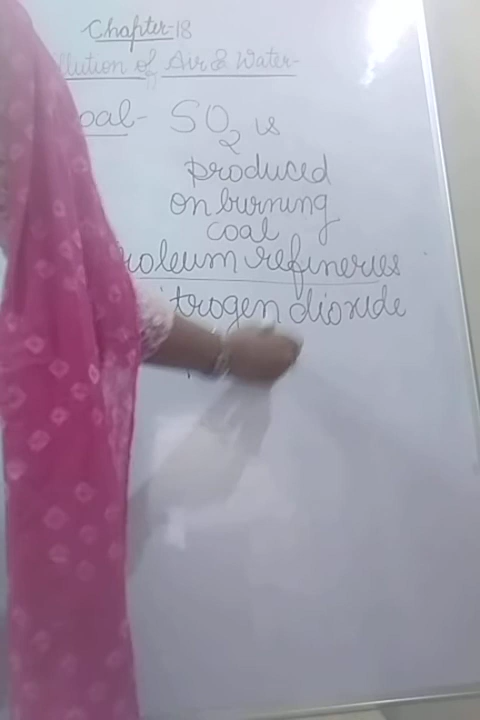 Chapter-18
llution of Air & Water-
oal- SO2 is
produced
on burning
coal
roleum refineries
trogen dioxide